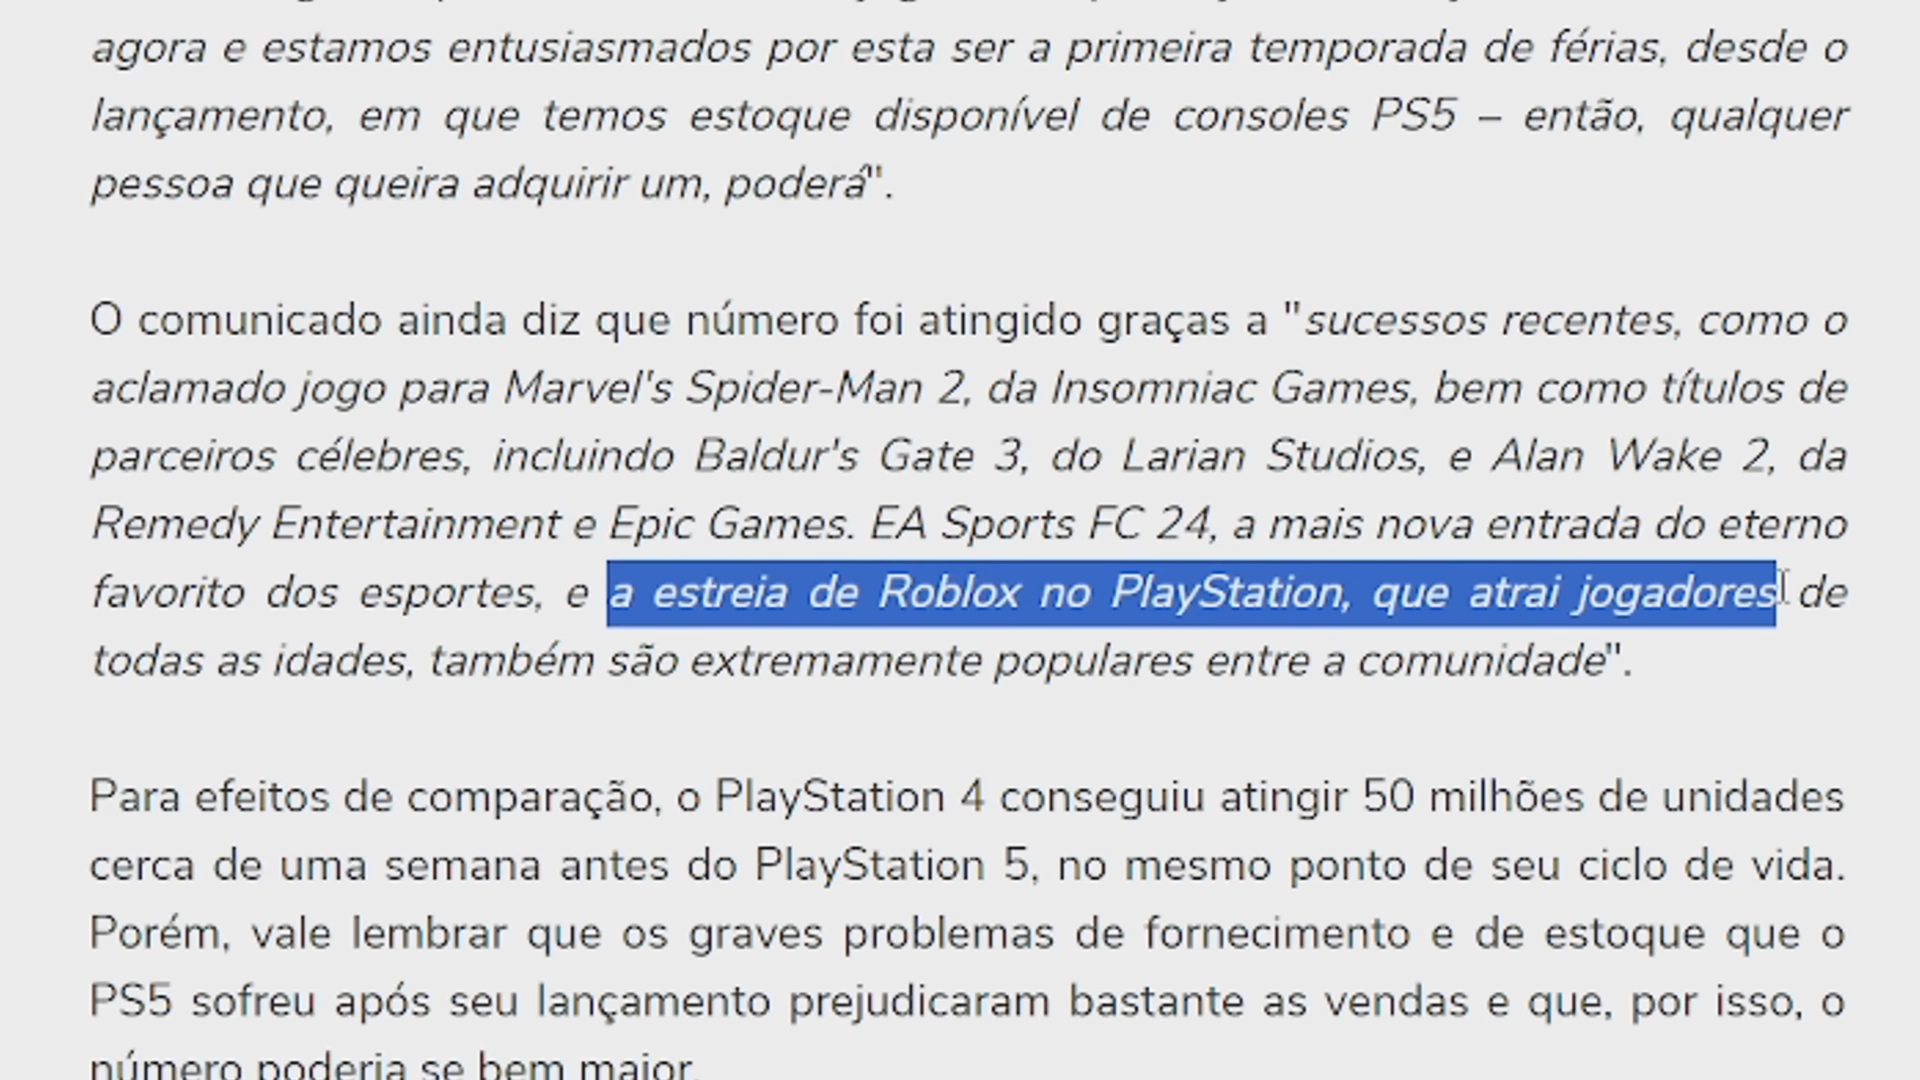 agora e estamos entusiasmados por esta ser a primeira temporada de férias, desde o
lançamento, em que temos estoque disponível de consoles PS5 – então, qualquer
pessoa que queira adquirir um, poderá".
O comunicado ainda diz que número foi atingido graças a "sucessos recentes, como o
aclamado jogo para Marvel's Spider-Man 2, da Insomniac Games, bem como títulos de
parceiros célebres, incluindo Baldur's Gate 3, do Larian Studios, e Alan Wake 2, da
Remedy Entertainment e Epic Games. EA Sports FC 24, a mais nova entrada do eterno
favorito dos esportes, e a estreia de Roblox no PlayStation, que atrai jogadores de
todas as idades, também são extremamente populares entre a comunidade".
Para efeitos de comparação, o PlayStation 4 conseguiu atingir 50 milhões de unidades
cerca de uma semana antes do PlayStation 5, no mesmo ponto de seu ciclo de vida.
Porém, vale lembrar que os graves problemas de fornecimento e de estoque que o
PS5 sofreu após seu lançamento prejudicaram bastante as vendas e que, por isso, o
número poderia se bem maior.